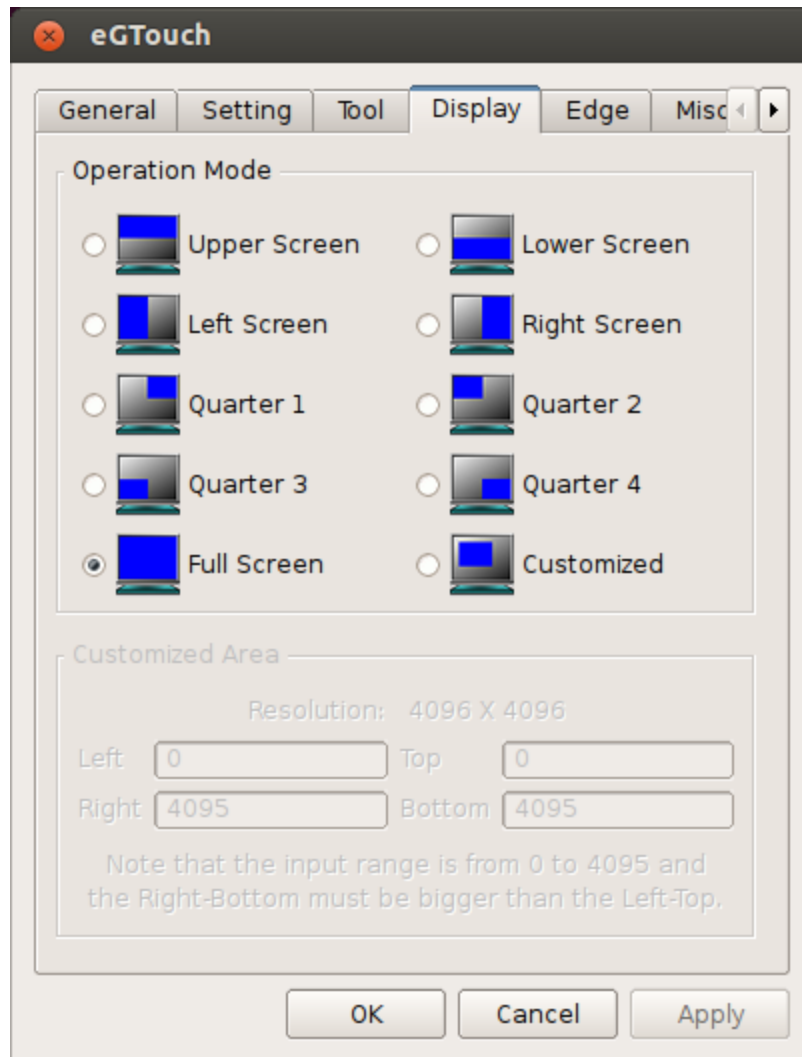 eGTouch
General Setting Tool Display Edge Misc
Operation Mode
Upper Screen Lower Screen
Left Screen Right Screen
Quarter 1 Quarter 2
Quarter 3 Quarter 4
Full Screen Customized
Customized Area
Resolution: 4096 X 4096
Left 0 Top 0
Right 4095 Bottom 4095
Note that the input range is from 0 to 4095 and
the Right-Bottom must be bigger than the Left-Top.
OK Cancel Apply